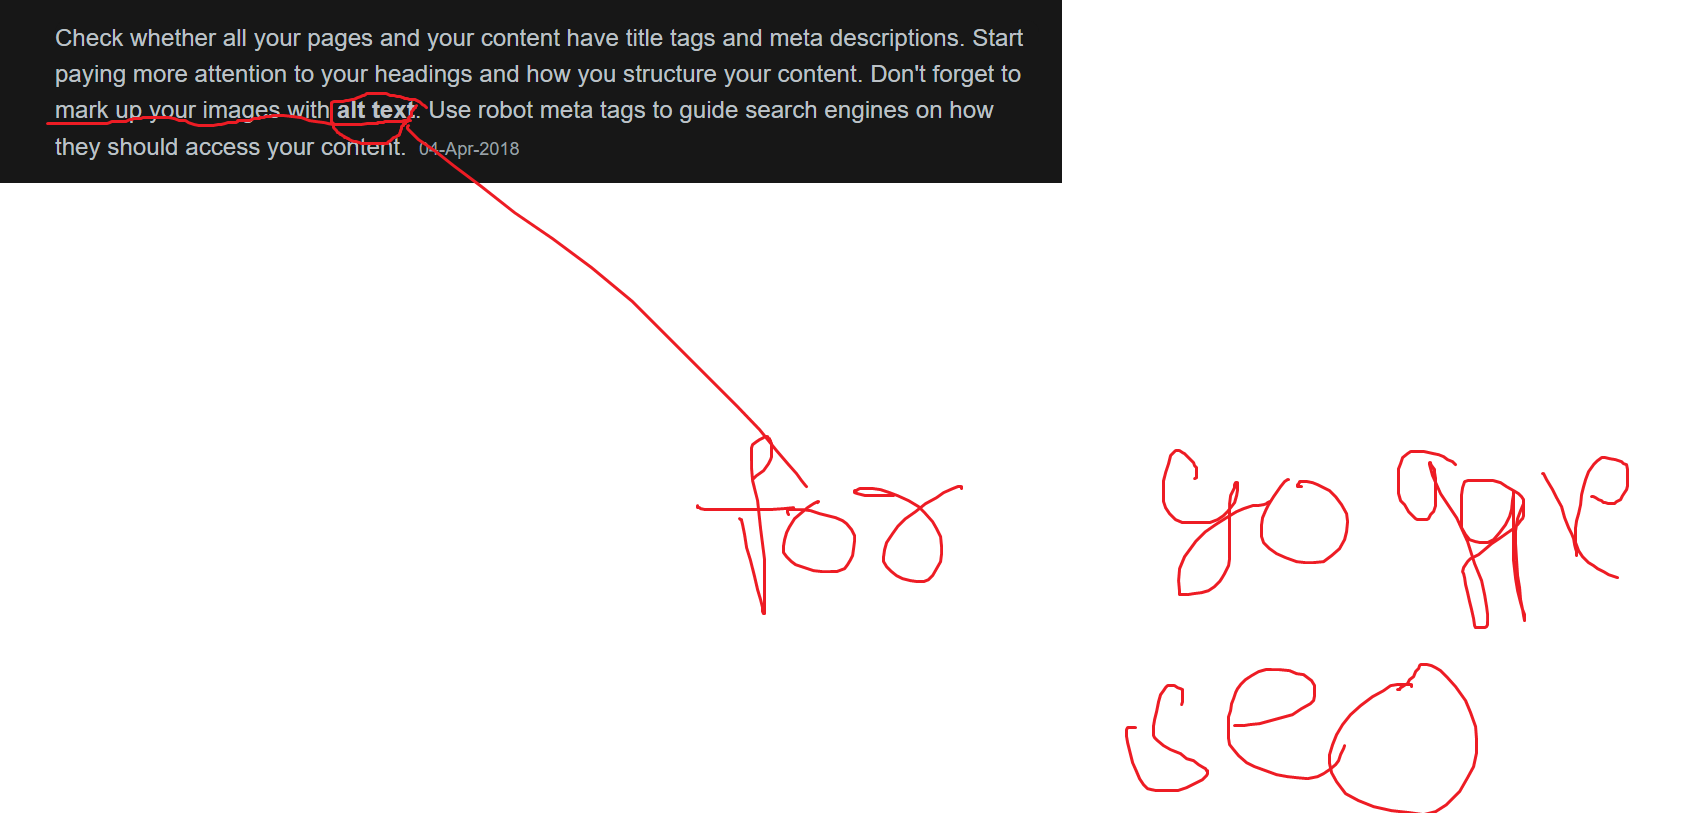 Check whether all your pages and your content have title tags and meta descriptions. Start
paying more attention to your headings and how you structure your content. Don't forget to
mark up your images with alt text. Use robot meta tags to guide search engines on how
they should access your content. 04-Apr-2018
for
seo